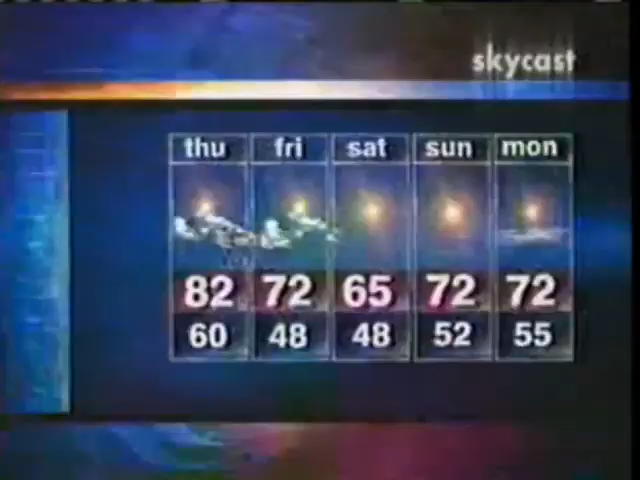 skycast
thu fri sat sun mon
82 72 65 72 72
60 48 48 52 55